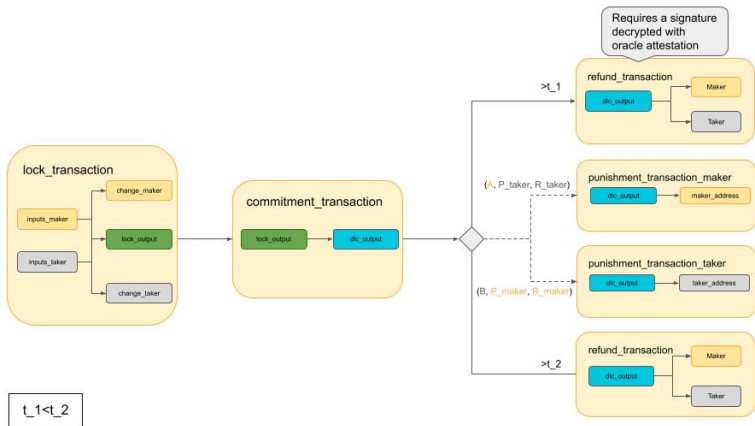 Requires a signature
decrypted with
oracle attestation
>t_1
refund_transaction
dlc_output
Maker
Taker
lock_transaction
change_maker
inputs_maker
lock_output
inputs_taker
change_taker
commitment_transaction
lock_output
dlc_output
(A, P_taker, R_taker)
punishment_transaction_maker
dlc_output
maker_address
(B, P_maker, R_maker)
punishment_transaction_taker
dlc_output
taker_address
>t_2
refund_transaction
dlc_output
Maker
Taker
t_1<t_2